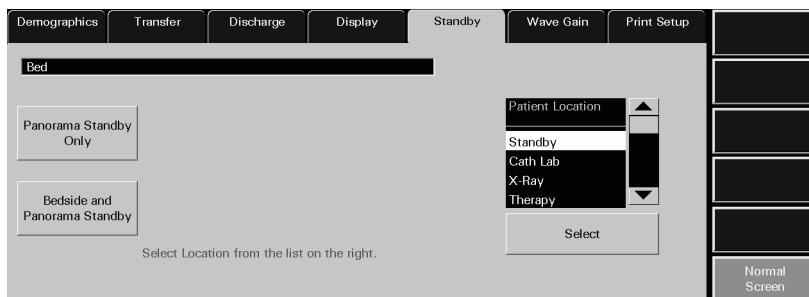 Demographics Transfer Discharge Display Standby Wave Gain Print Setup
Bed
Panorama Standby
Only
Bedside and
Panorama Standby
Select Location from the list on the right.
Patient Location
Standby
Cath Lab
X-Ray
Therapy
Select
Normal
Screen